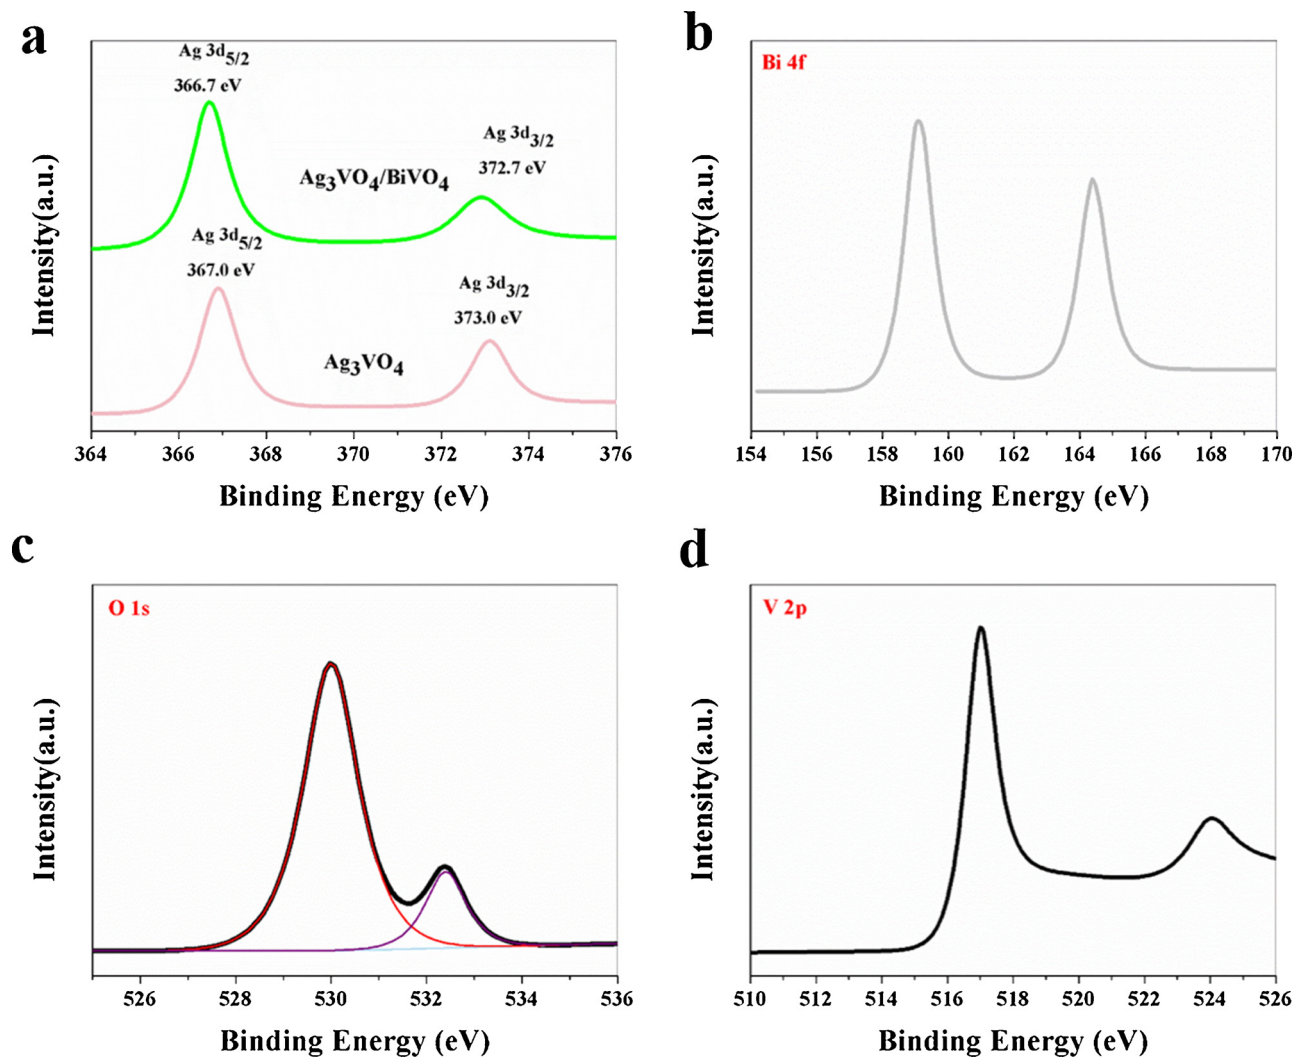 a
Ag 3d5/2
366.7 eV
Ag 3d3/2
372.7 eV
Ag3VO4/BiVO4
Ag 3d5/2
367.0 eV
Ag 3d3/2
373.0 eV
Ag3VO4
Intensity(a.u.)
364 366 368 370 372 374 376
Binding Energy (eV)
b
Bi 4f
Intensity(a.u.)
154 156 158 160 162 164 166 168 170
Binding Energy (eV)
c
O 1s
Intensity(a.u.)
526 528 530 532 534 536
Binding Energy (eV)
d
V 2p
Intensity(a.u.)
510 512 514 516 518 520 522 524 526
Binding Energy (eV)